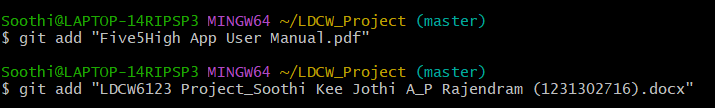 Soothi@LAPTOP-14RIPSP3 MINGW64 ~/LDCW_Project (master)
$ git add "Five5High App User Manual.pdf"
Soothi@LAPTOP-14RIPSP3 MINGW64 ~/LDCW_Project (master)
$ git add "LDCW6123 Project_Soothi Kee Jothi A_P Rajendram (1231302716).docx"